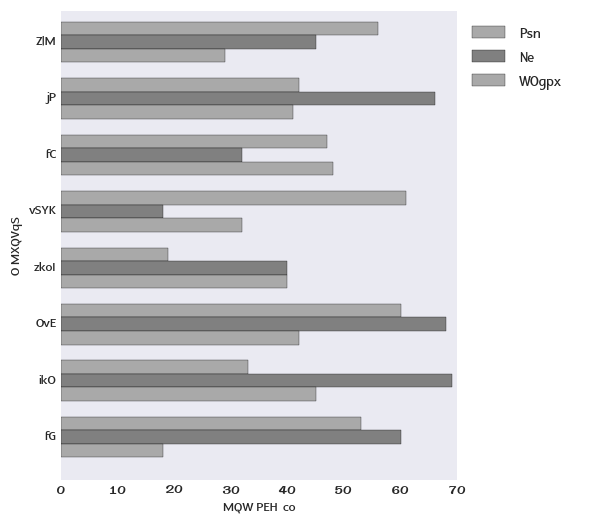 Psn
Ne
WOgpx
ZlM
jP
fC
vSYK
zkoI
OvE
ikO
fG
O MXQVqS
0 10 20 30 40 50 60 70
MQW PEH co